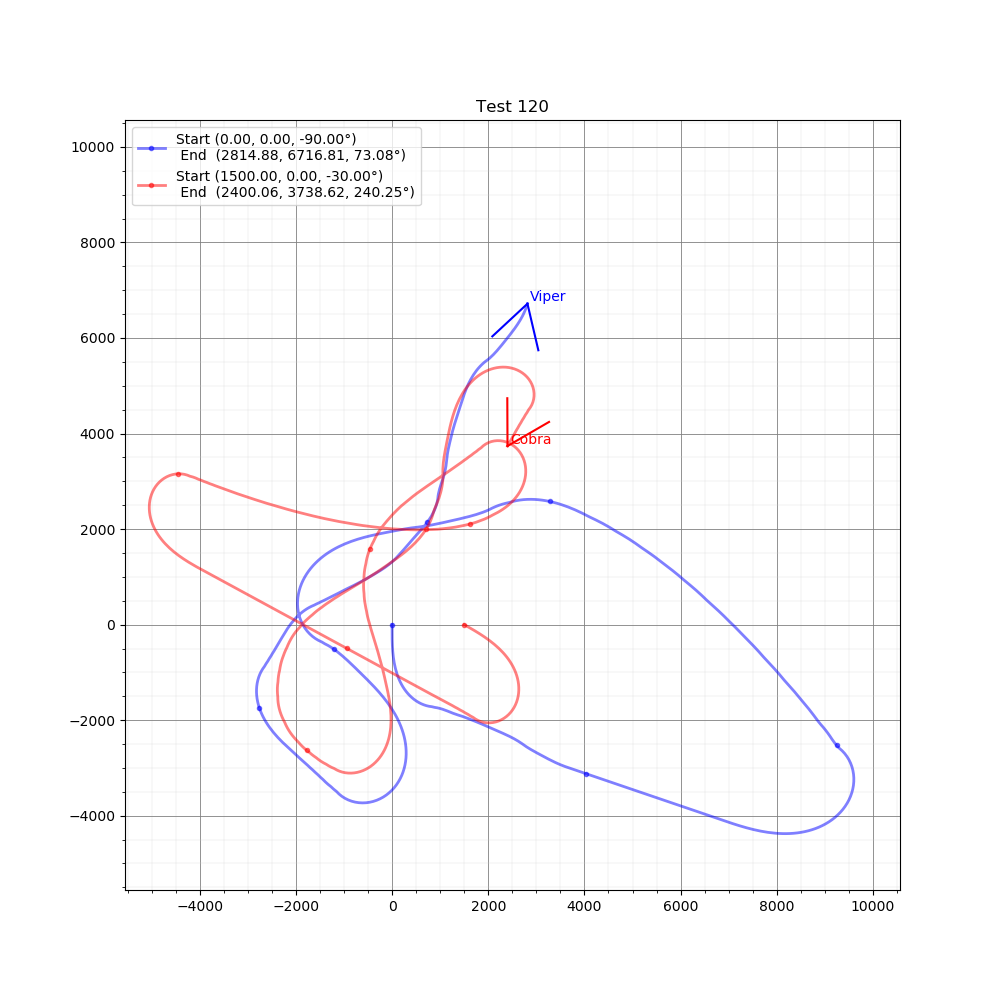 Test 120
Start (0.00, 0.00, -90.00°)
End  (2814.88, 6716.81, 73.08°)
Start (1500.00, 0.00, -30.00°)
End  (2400.06, 3738.62, 240.25°)
10000
8000
6000
4000
2000
0
−2000
−4000
Viper
Cobra
−4000 −2000 0 2000 4000 6000 8000 10000